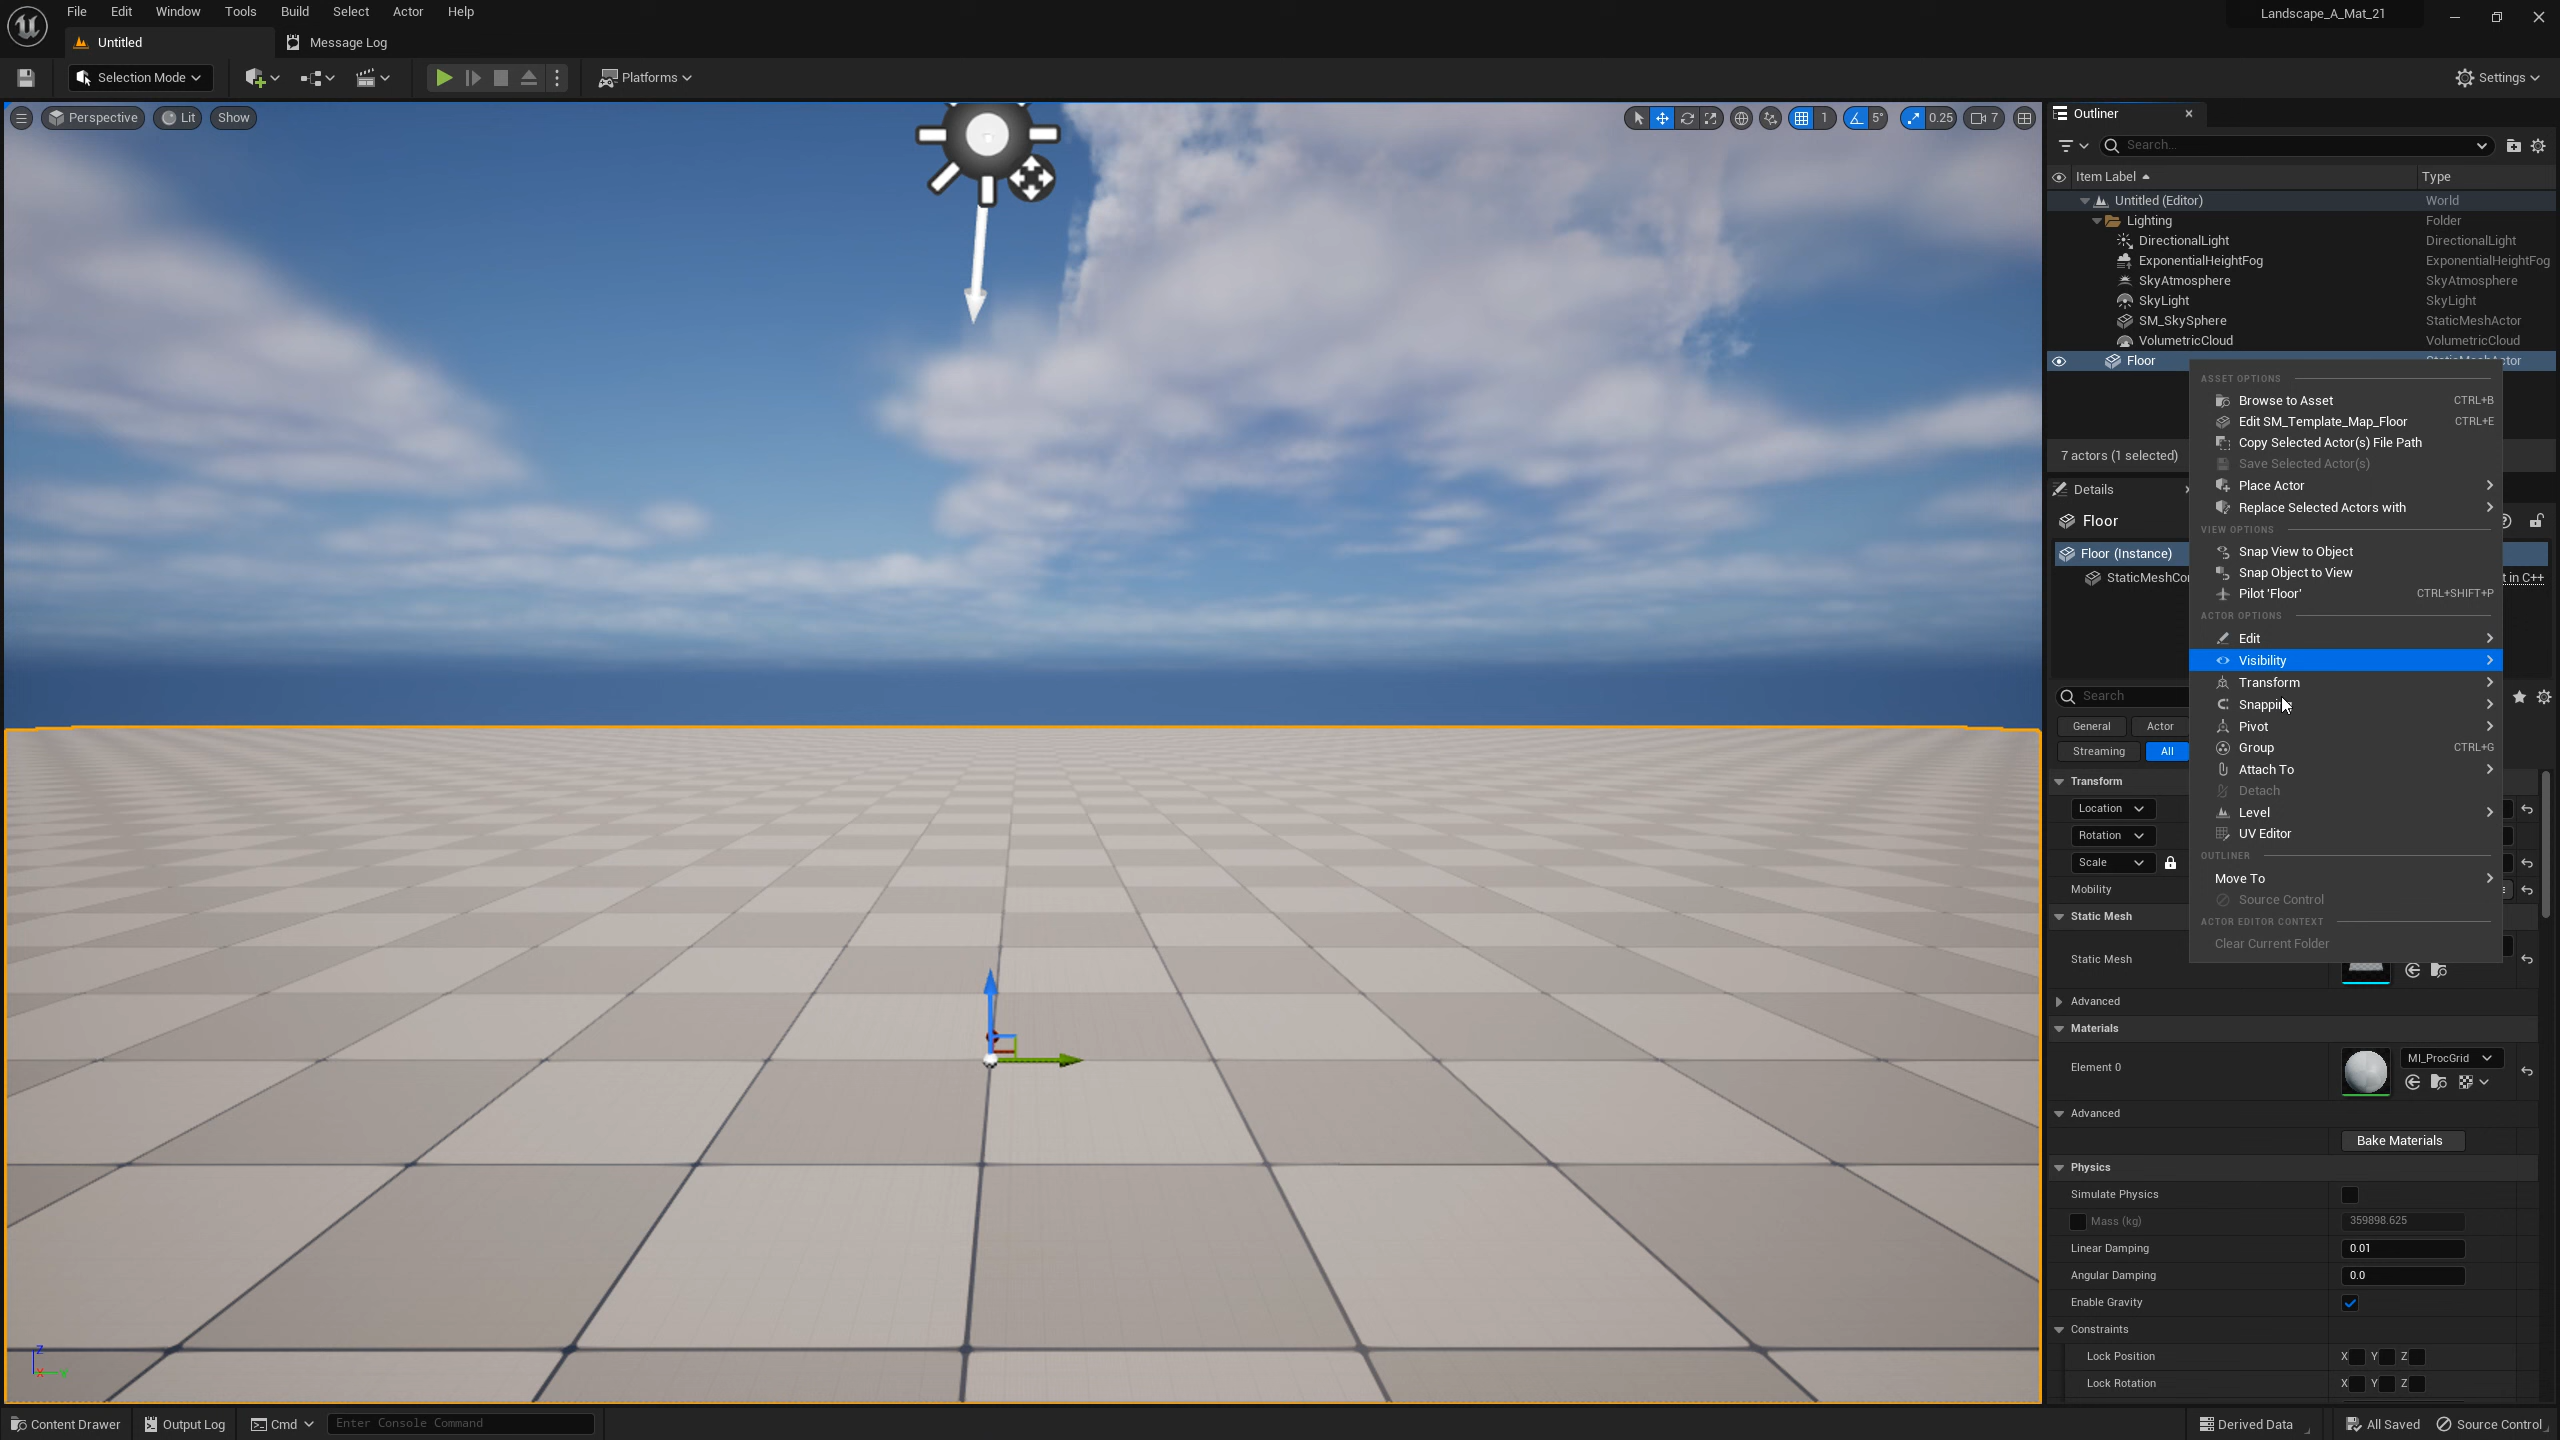 File Edit Window Tools Build Select Actor Help
Landscape_A_Mat_21
Untitled
Message Log
Selection Mode
Platforms
Settings
Perspective Lit Show
1 5° 0.25 7
Outliner
Search...
Item Label Type
Untitled (Editor) World
Lighting Folder
DirectionalLight DirectionalLight
ExponentialHeightFog ExponentialHeightFog
SkyAtmosphere SkyAtmosphere
SkyLight SkyLight
SM_SkySphere StaticMeshActor
VolumetricCloud VolumetricCloud
Floor StaticMeshActor
7 actors (1 selected)
ASSET OPTIONS
Browse to Asset CTRL+B
Edit SM_Template_Map_Floor CTRL+E
Copy Selected Actor(s) File Path
Save Selected Actor(s)
Place Actor
Replace Selected Actors with
VIEW OPTIONS
Snap View to Object
Snap Object to View
Pilot 'Floor' CTRL+SHIFT+P
ACTOR OPTIONS
Edit
Visibility
Transform
Snapping
Pivot
Group CTRL+G
Attach To
Detach
Level
UV Editor
OUTLINER
Move To
Source Control
ACTOR EDITOR CONTEXT
Clear Current Folder
Details
Floor
Floor (Instance)
StaticMeshCo
t in C++
Search
General Actor
Streaming All
Transform
Location
Rotation
Scale
Mobility
Static Mesh
Static Mesh
Advanced
Materials
Element 0 MI_ProcGrid
Advanced
Bake Materials
Physics
Simulate Physics
Mass (kg) 359898.625
Linear Damping 0.01
Angular Damping 0.0
Enable Gravity
Constraints
Lock Position X Y Z
Lock Rotation X Y Z
Z
X
Content Drawer Output Log Cmd Enter Console Command
Derived Data All Saved Source Control